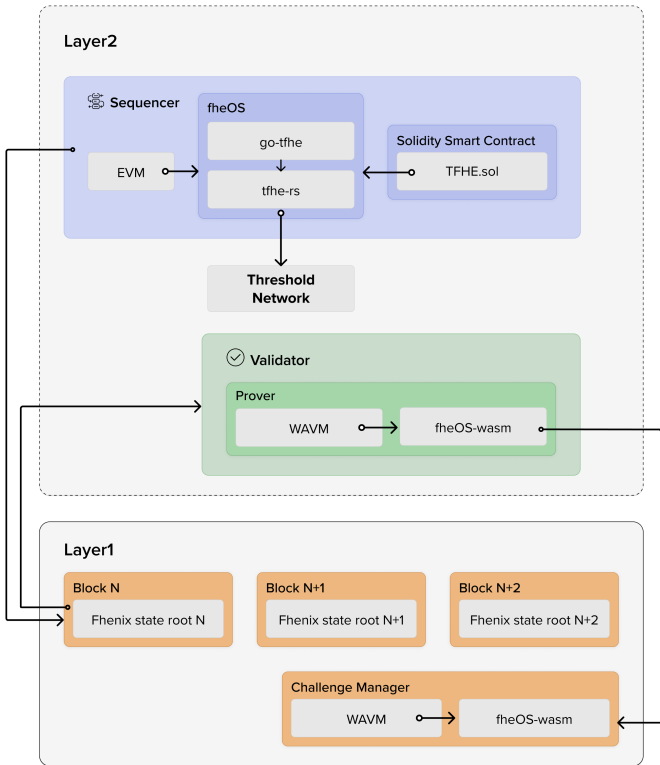 Layer2
Sequencer
fheOS
go-tfhe
Solidity Smart Contract
EVM
tfhe-rs
TFHE.sol
Threshold
Network
Validator
Prover
WAVM
fheOS-wasm
Layer1
Block N
Block N+1
Block N+2
Fhenix state root N
Fhenix state root N+1
Fhenix state root N+2
Challenge Manager
WAVM
fheOS-wasm